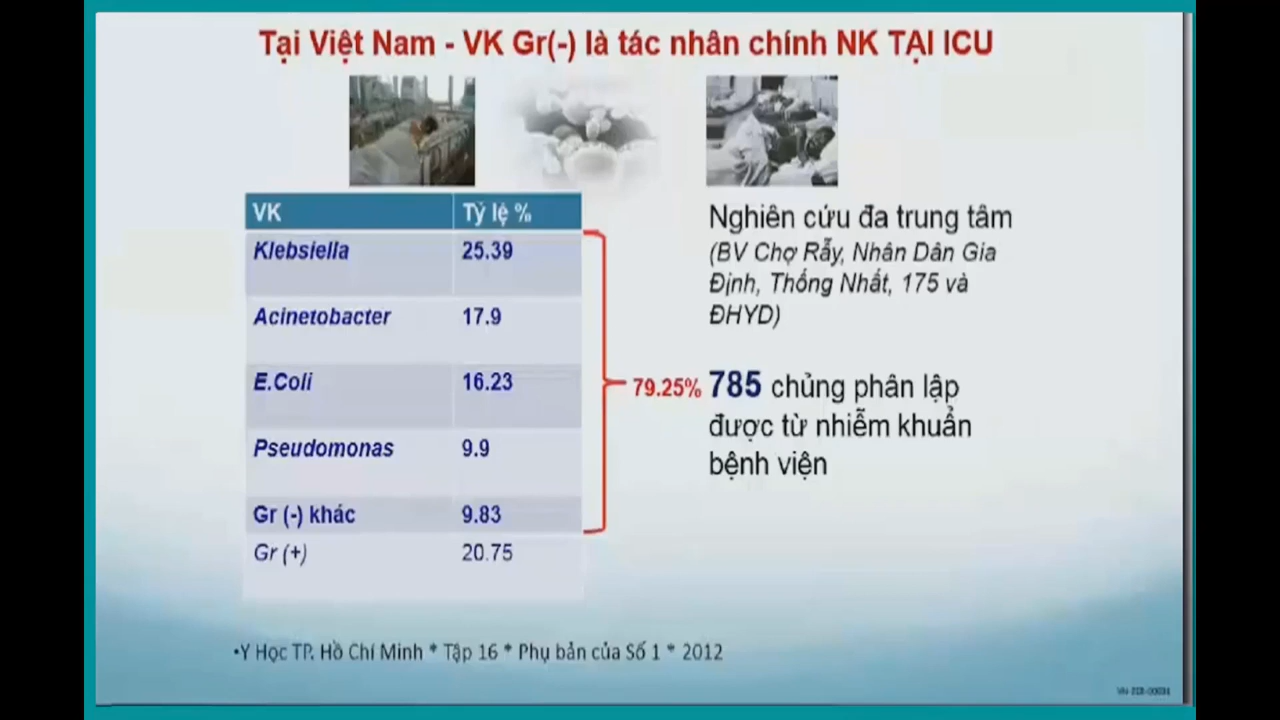 Tại Việt Nam - VK Gr(-) là tác nhân chính NK TẠI ICU
VK Tỷ lệ %
Klebsiella 25.39
Acinetobacter 17.9
E.Coli 16.23
Pseudomonas 9.9
Gr (-) khác 9.83
Gr (+) 20.75
79.25%
Nghiên cứu đa trung tâm
(BV Chợ Rẫy, Nhân Dân Gia
Định, Thống Nhất, 175 và
ĐHYD)
785 chủng phân lập
được từ nhiễm khuẩn
bệnh viện
•Y Học TP. Hồ Chí Minh * Tập 16 * Phụ bản của Số 1 * 2012